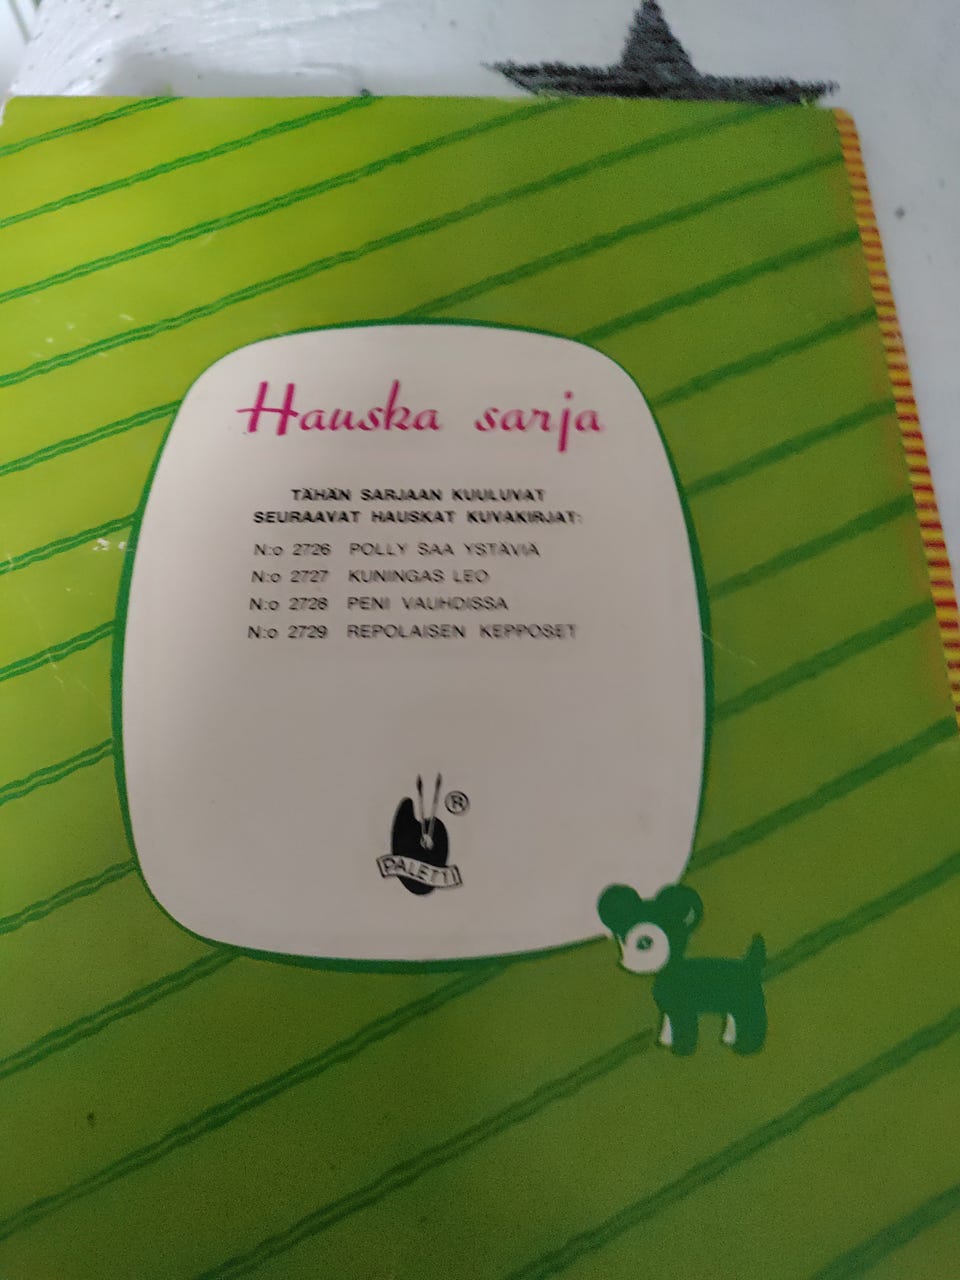 Hauska sarja
TÄHÄN SARJAAN KUULUVAT
SEURAAVAT HAUSKAT KUVAKIRJAT:
N:o 2726 POLLY SAA YSTÄVIÄ
N:o 2727 KUNINGAS LEO
N:o 2728 PENI VAUHDISSA
N:o 2729 REPOLAISEN KEPPOSET
®
PALETTI